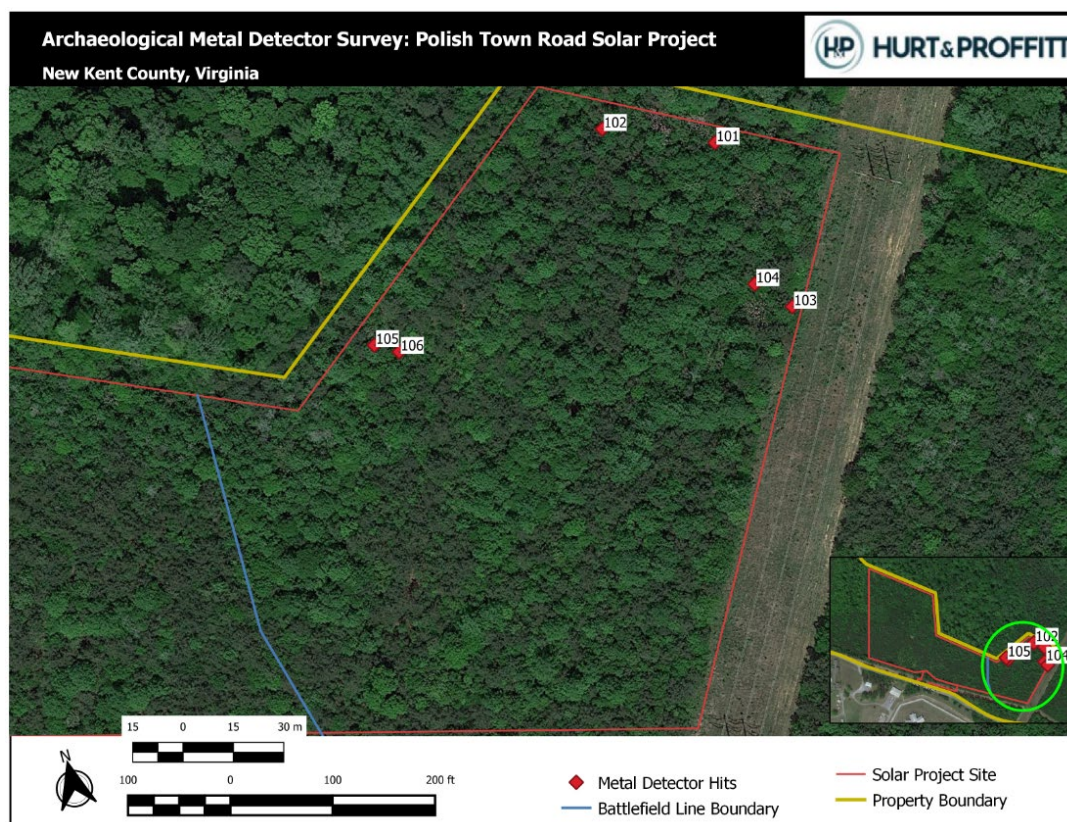 Archaeological Metal Detector Survey: Polish Town Road Solar Project
New Kent County, Virginia
H&P HURT & PROFFITT
102
101
104
103
105
106
102
105
104
15 0 15 30 m
N
100 0 100 200 ft
Metal Detector Hits
Battlefield Line Boundary
Solar Project Site
Property Boundary